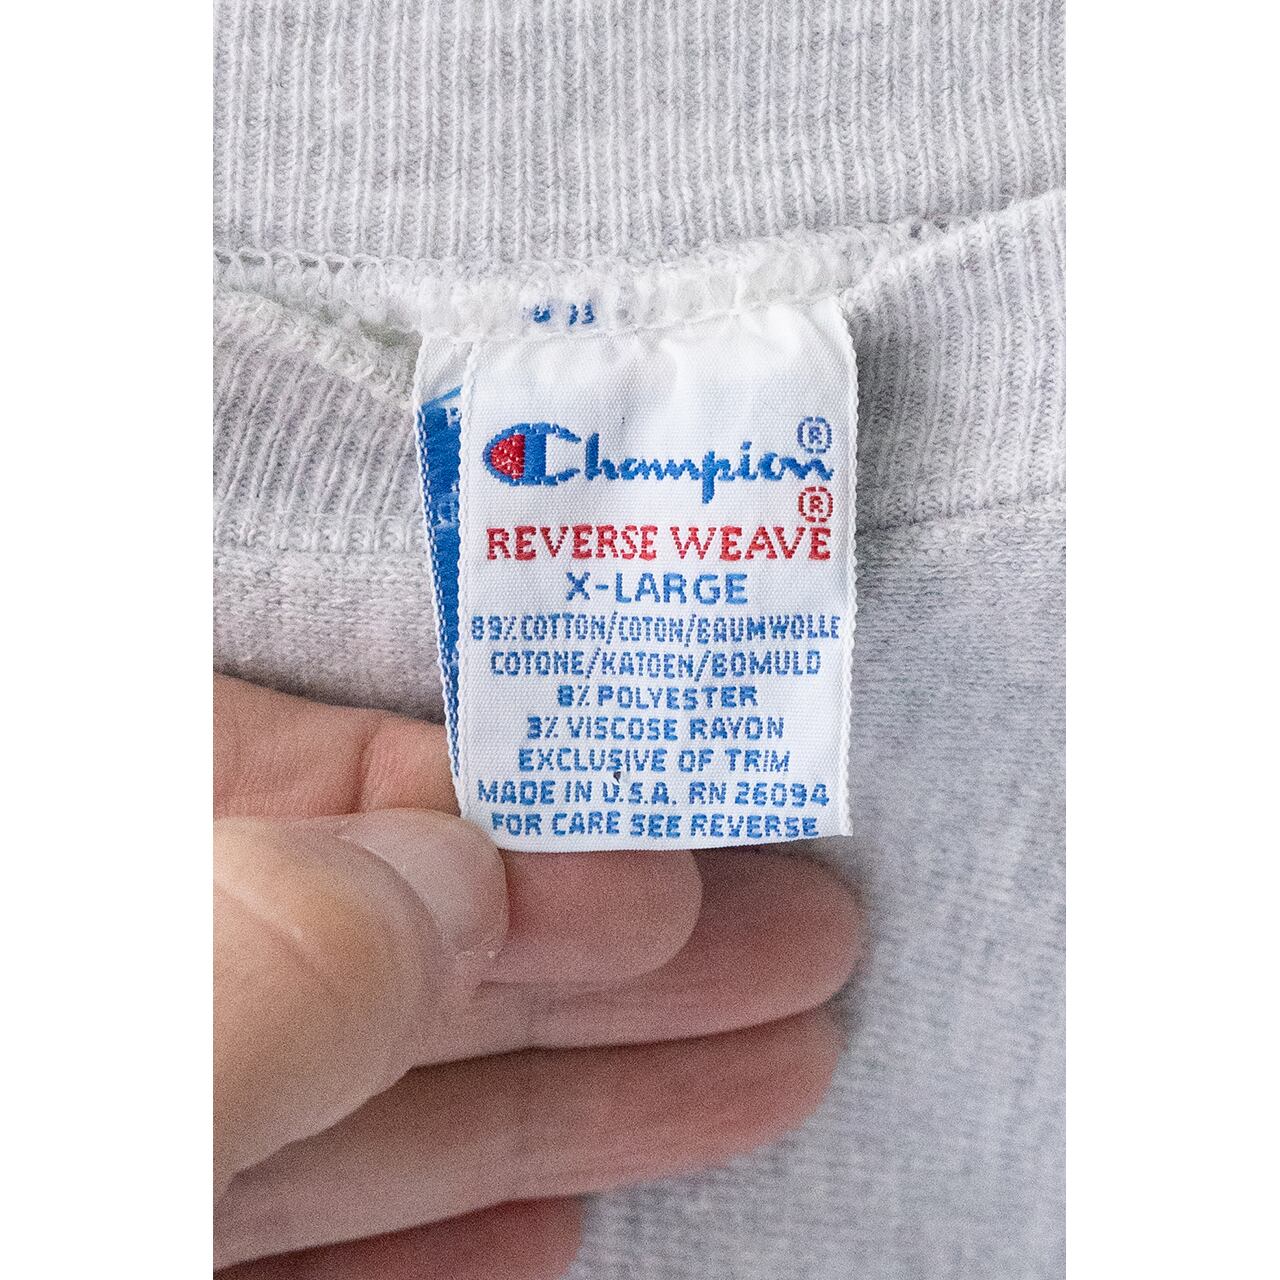 Champion®
REVERSE WEAVE®
X-LARGE
89% COTTON/COTON/BAUMWOLLE
COTONE/KATOEN/BOMULD
8% POLYESTER
3% VISCOSE RAYON
EXCLUSIVE OF TRIM
MADE IN U.S.A. RN 26094
FOR CARE SEE REVERSE